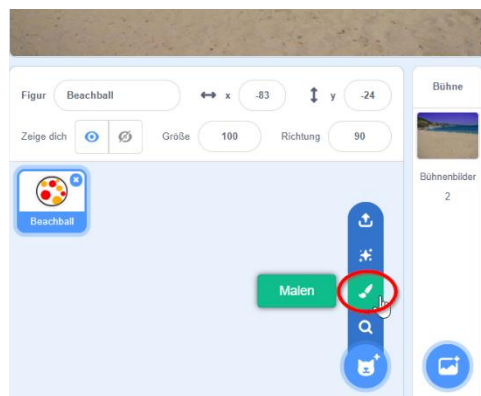 Figur Beachball x -83 y -24
Zeige dich Größe 100 Richtung 90
Beachball
Malen
Bühne
Bühnenbilder
2